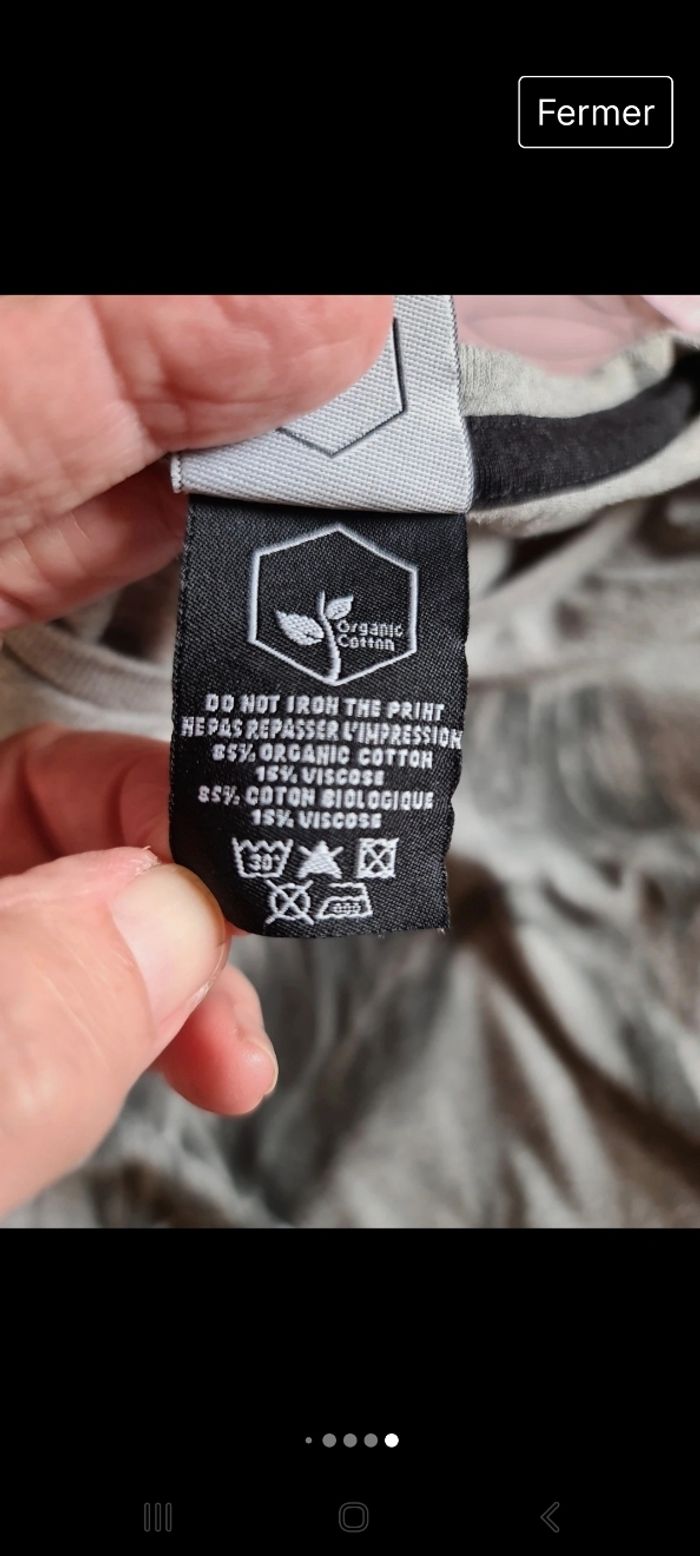 Fermer
Organic
Cotton
DO NOT IRON THE PRINT
NE PAS REPASSER L'IMPRESSION
85% ORGANIC COTTON
15% VISCOSE
85% COTON BIOLOGIQUE
15% VISCOSE
30°